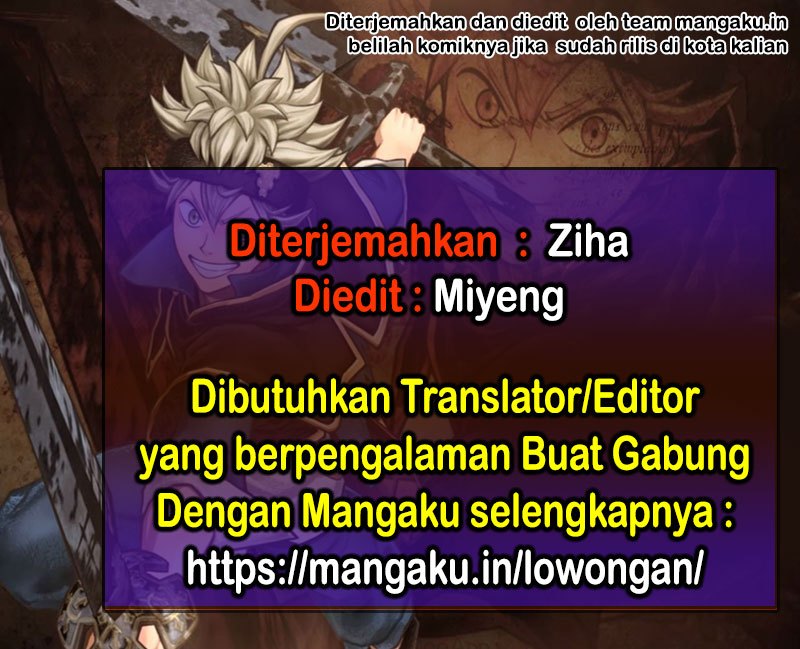 Diterjemahkan dan diedit oleh team mangaku.in
belilah komiknya jika sudah rilis di kota kalian
Diterjemahkan : Ziha
Diedit : Miyeng
Dibutuhkan Translator/Editor
yang berpengalaman Buat Gabung
Dengan Mangaku selengkapnya :
https://mangaku.in/lowongan/